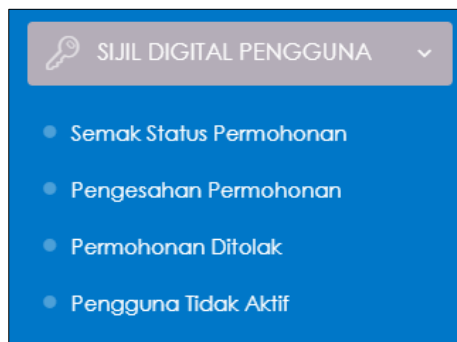 SIJIL DIGITAL PENGGUNA
Semak Status Permohonan
Pengesahan Permohonan
Permohonan Ditolak
Pengguna Tidak Aktif